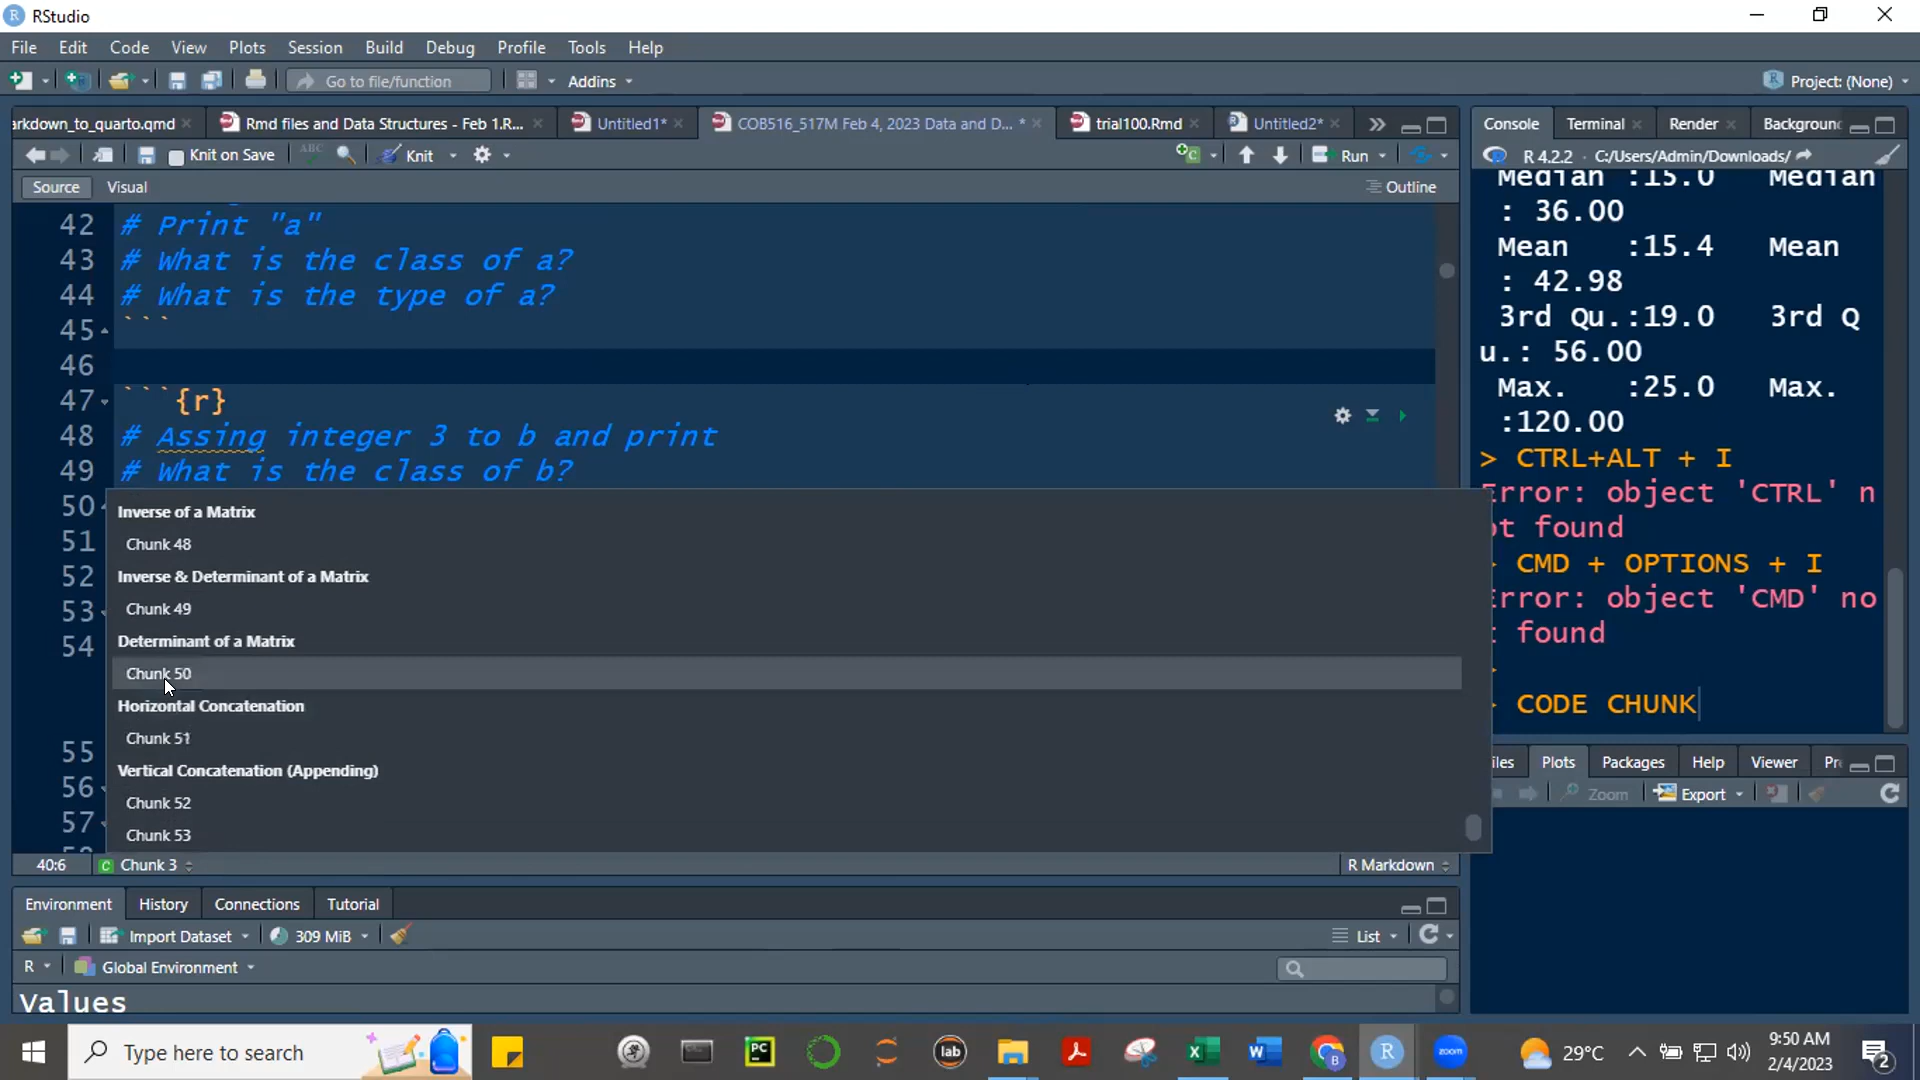 RStudio
File Edit Code View Plots Session Build Debug Profile Tools Help
Go to file/function Addins Project: (None)
arkdown_to_quarto.qmd Rmd files and Data Structures - Feb 1.R... Untitled1* COB516_517M Feb 4, 2023 Data and D... * trial100.Rmd Untitled2*
Knit on Save ABC Knit Run
Source Visual Outline
42 # Print "a"
43 # What is the class of a?
44 # What is the type of a?
45 ```
46
47 ```{r}
48 # Assing integer 3 to b and print
49 # What is the class of b?
50
51
52
53
54
55
56
57
Inverse of a Matrix
Chunk 48
Inverse & Determinant of a Matrix
Chunk 49
Determinant of a Matrix
Chunk 50
Horizontal Concatenation
Chunk 51
Vertical Concatenation (Appending)
Chunk 52
Chunk 53
40:6 Chunk 3 R Markdown
Environment History Connections Tutorial
Import Dataset 309 MiB List
R Global Environment
Values
Console Terminal Render Background
R 4.2.2 · C:/Users/Admin/Downloads/
Median :15.0 Median
: 36.00
Mean :15.4 Mean
: 42.98
3rd Qu.:19.0 3rd Q
u.: 56.00
Max. :25.0 Max.
:120.00
> CTRL+ALT + I
Error: object 'CTRL' n
ot found
> CMD + OPTIONS + I
Error: object 'CMD' no
t found
>
> CODE CHUNK
iles Plots Packages Help Viewer Pr
Zoom Export
Type here to search
PC
lab
W
R
zoom
29°C
9:50 AM
2/4/2023
2